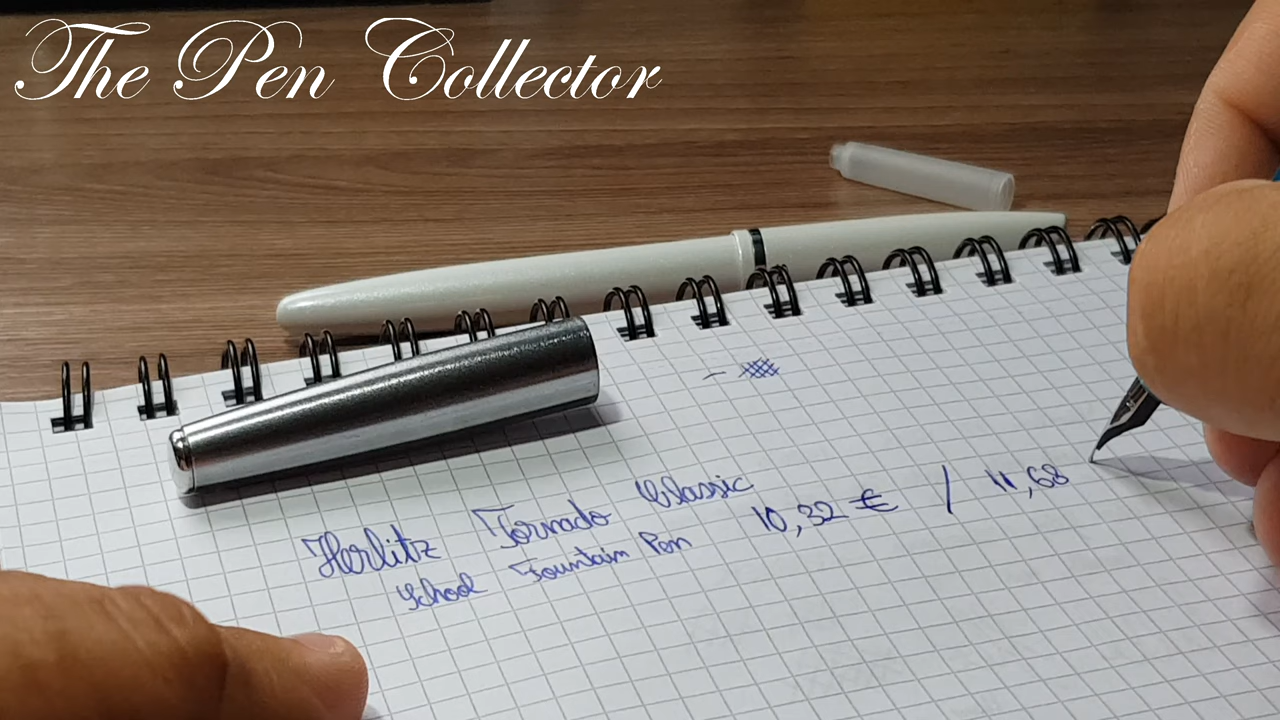 The Pen Collector
Herlitz Tornado Classic
School Fountain Pen 10,32 € / 11,68